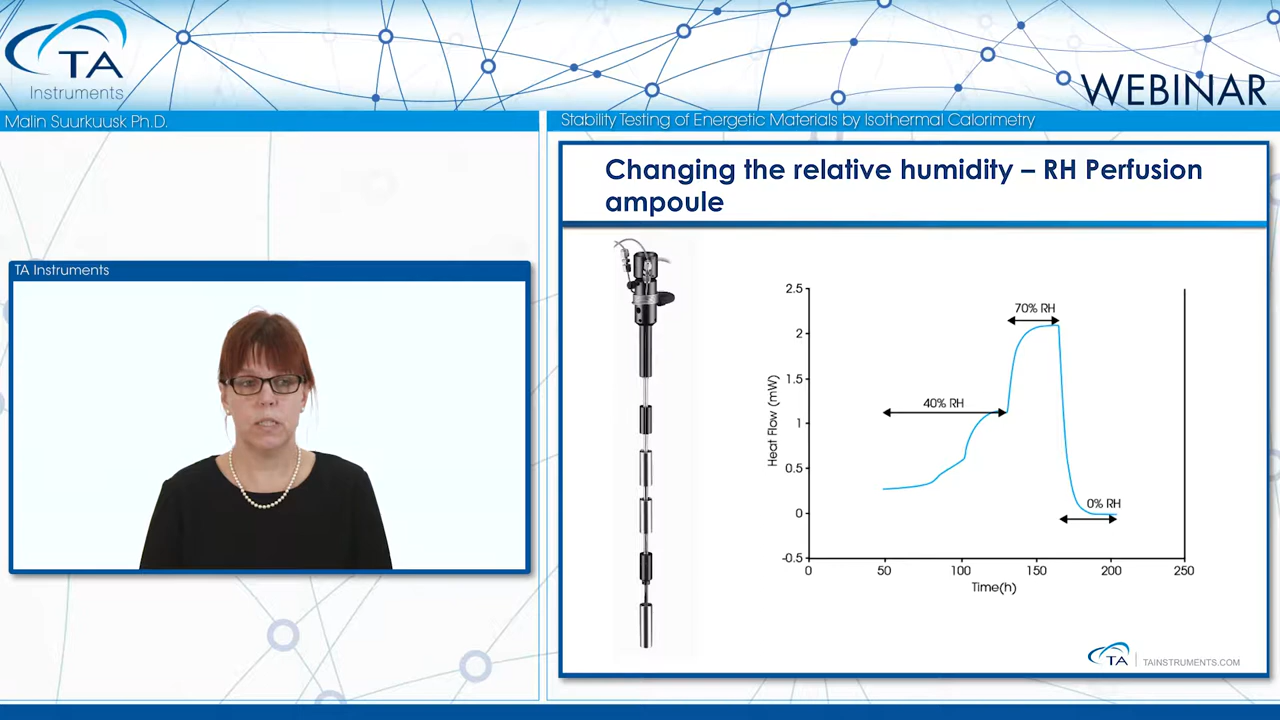 TA
Instruments
WEBINAR
Malin Suurkuusk Ph.D.
Stability Testing of Energetic Materials by Isothermal Calorimetry
TA Instruments
Changing the relative humidity – RH Perfusion
ampoule
2.5
2
1.5
1
0.5
0
-0.5
Heat Flow (mW)
70% RH
40% RH
0% RH
0
50
100
150
200
250
Time(h)
TA
TAINSTRUMENTS.COM